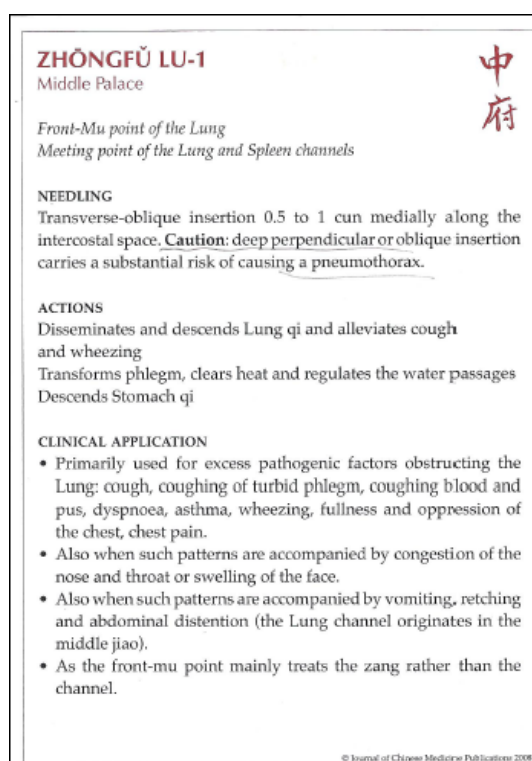 ZHŌNGFǓ LU-1
Middle Palace
中
府
Front-Mu point of the Lung
Meeting point of the Lung and Spleen channels
NEEDLING
Transverse-oblique insertion 0.5 to 1 cun medially along the
intercostal space. Caution: deep perpendicular or oblique insertion
carries a substantial risk of causing a pneumothorax.
ACTIONS
Disseminates and descends Lung qi and alleviates cough
and wheezing
Transforms phlegm, clears heat and regulates the water passages
Descends Stomach qi
CLINICAL APPLICATION
• Primarily used for excess pathogenic factors obstructing the
Lung: cough, coughing of turbid phlegm, coughing blood and
pus, dyspnoea, asthma, wheezing, fullness and oppression of
the chest, chest pain.
• Also when such patterns are accompanied by congestion of the
nose and throat or swelling of the face.
• Also when such patterns are accompanied by vomiting, retching
and abdominal distention (the Lung channel originates in the
middle jiao).
• As the front-mu point mainly treats the zang rather than the
channel.
© Journal of Chinese Medicine Publications 2008